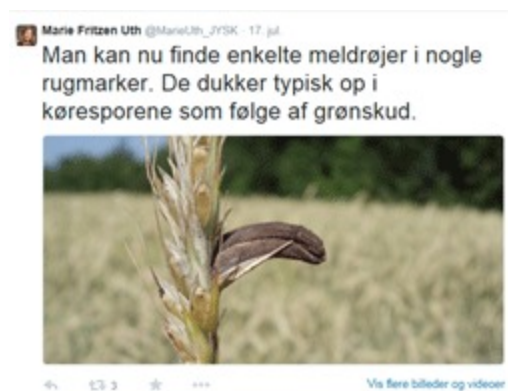 Marie Fritzen Uth @MarieUth_JYSK · 17. jul.
Man kan nu finde enkelte meldrøjer i nogle
rugmarker. De dukker typisk op i
køresporene som følge af grønskud.
3
Vis flere billeder og videoer